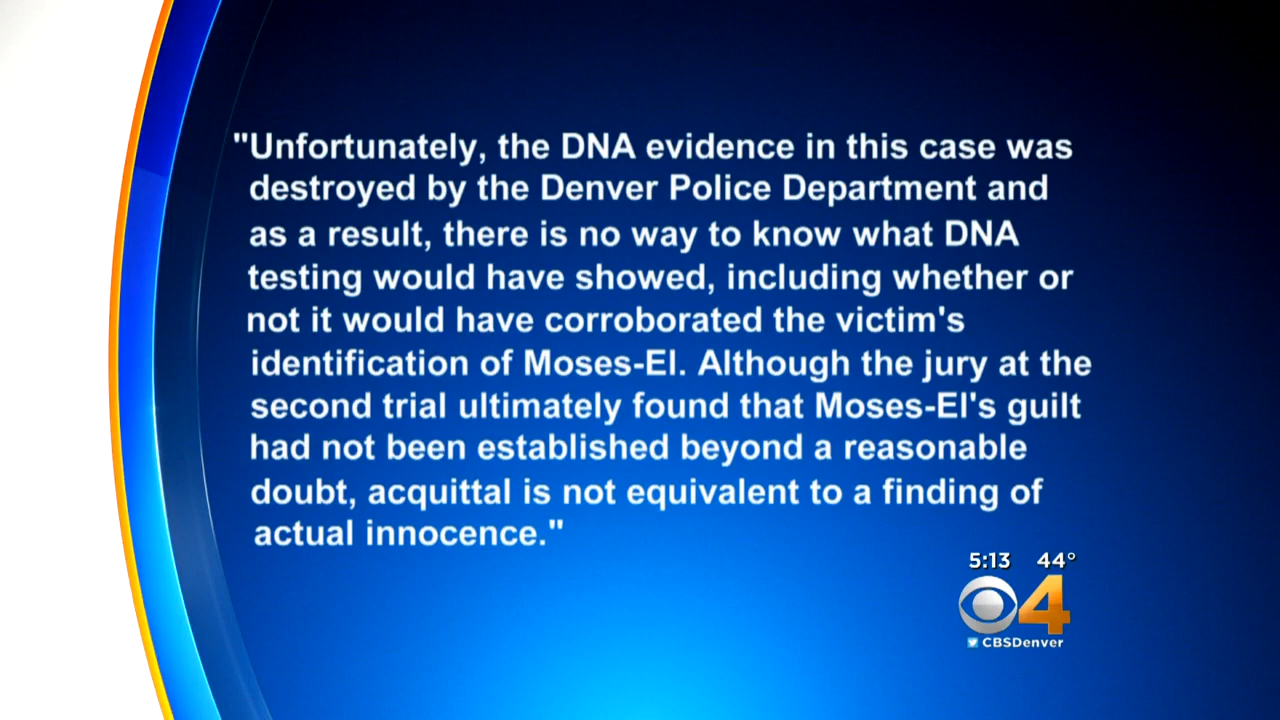 "Unfortunately, the DNA evidence in this case was
destroyed by the Denver Police Department and
as a result, there is no way to know what DNA
testing would have showed, including whether or
not it would have corroborated the victim's
identification of Moses-El. Although the jury at the
second trial ultimately found that Moses-El's guilt
had not been established beyond a reasonable
doubt, acquittal is not equivalent to a finding of
actual innocence."
5:13 44°
4
CBSDenver